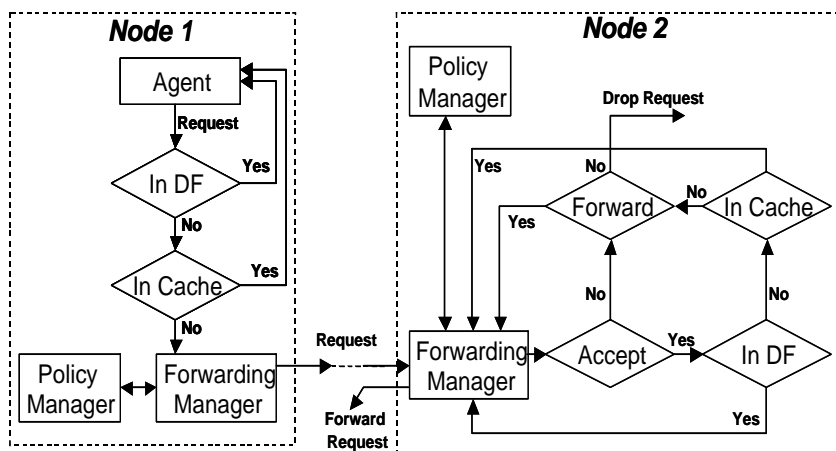 Node 1
Agent
Request
In DF
Yes
No
In Cache
Yes
No
Policy
Manager
Forwarding
Manager
Request
Node 2
Policy
Manager
Drop Request
Yes
No
Forward
No
In Cache
Yes
No
No
Forwarding
Manager
Accept
Yes
In DF
Forward
Request
Yes